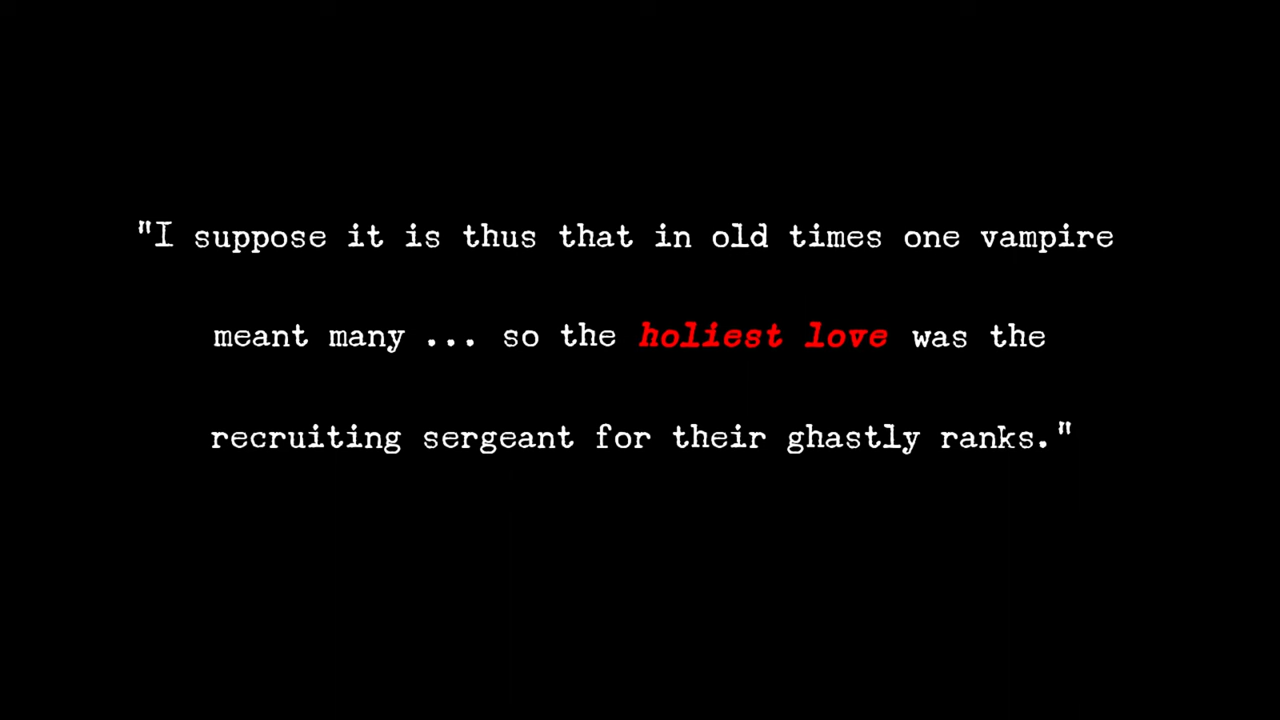 "I suppose it is thus that in old times one vampire
meant many ... so the holiest love was the
recruiting sergeant for their ghastly ranks."